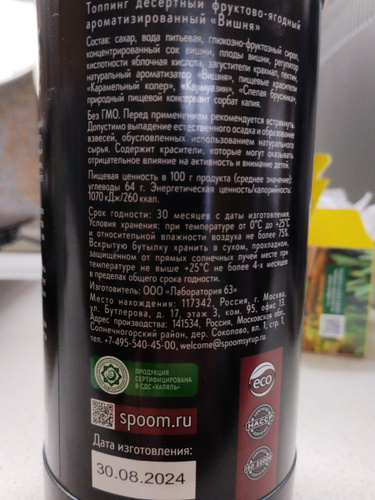 Топпинг десертный фруктово-ягодный
ароматизированный «Вишня»
Состав: сахар, вода питьевая, глюкозно-фруктозный сироп,
концентрированный сок вишни, плоды вишни, регулятор
кислотности яблочная кислота, загустители крахмал, пектин,
натуральный ароматизатор «Вишня», пищевые красители
«Карамельный колер», «Кармуазин», «Спелая брусника»,
природный пищевой консервант сорбат калия.
Без ГМО. Перед применением рекомендуется встряхнуть.
Допустимо выпадение естественного осадка и образование
взвесей, обусловленных использованием натурального
сырья. Содержит красители, которые могут оказывать
отрицательное влияние на активность и внимание детей.
Пищевая ценность в 100 г продукта (среднее значение):
углеводы 64 г. Энергетическая ценность/калорийность:
1070 кДж/260 ккал.
Срок годности: 30 месяцев с даты изготовления.
Условия хранения: при температуре от 0°С до +25°С
и относительной влажности воздуха не более 75%.
Вскрытую бутылку хранить в сухом, прохладном,
защищённом от прямых солнечных лучей месте при
температуре не выше +25°С не более 4-х месяцев
в пределах общего срока годности.
Изготовитель: ООО «Лаборатория 63»
Место нахождения: 117342, Россия, г. Москва,
ул. Бутлерова, д. 17, этаж 3, ком. 95, офис 13.
Адрес производства: 141534, Россия, Московская обл.,
Солнечногорский район, дер. Соколово, вл. 1, стр. 1,
тел. +7-495-540-45-00, welcome@spoomsyrup.ru
ПРОДУКЦИЯ
СЕРТИФИЦИРОВАНА
В СДС «ХАЛЯЛЬ»
eco
spoom.ru
HACCP
Дата изготовления:
30.08.2024